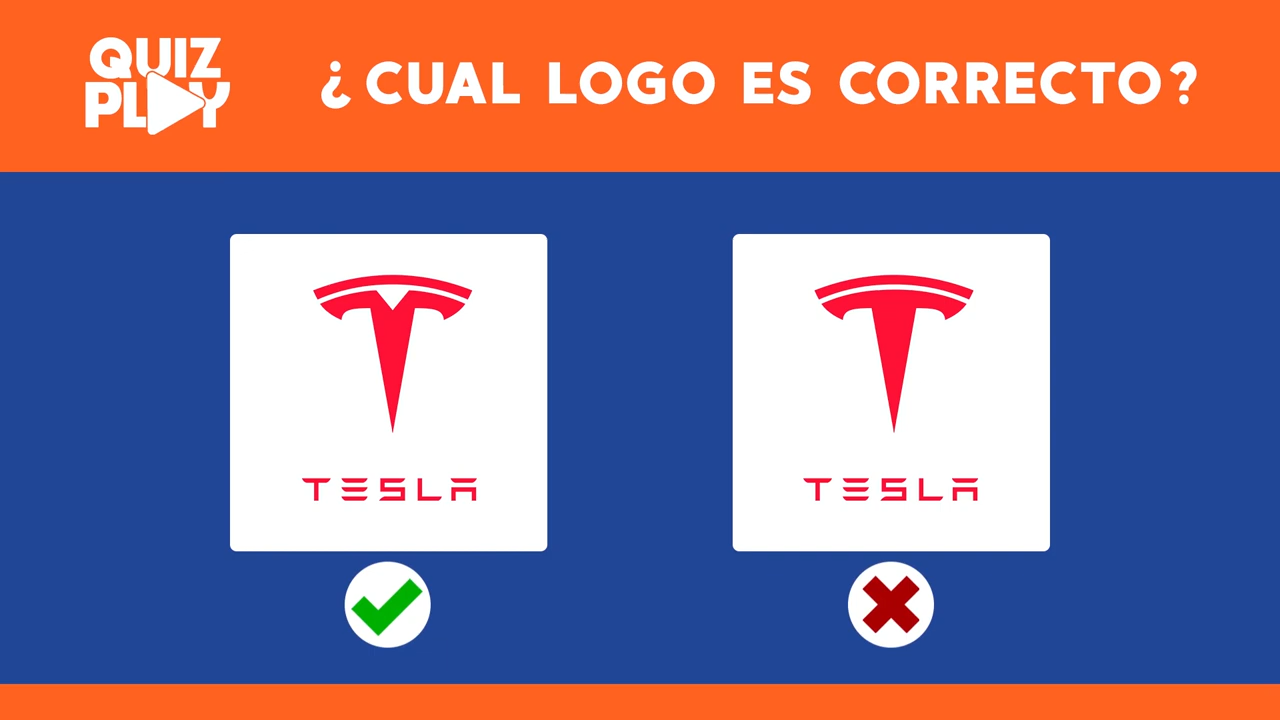 QUIZ
PLAY
¿CUAL LOGO ES CORRECTO?
TESLA
TESLA